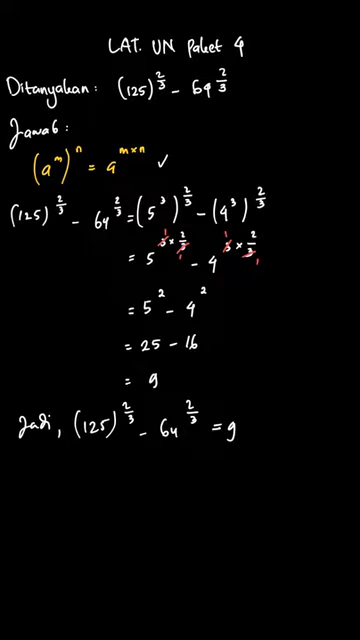 LAT. UN Paket 4
Ditanyakan: (125)^(2/3) - 64^(2/3)
Jawab:
(a^m)^n = a^(m×n) ✓
(125)^(2/3) - 64^(2/3) = (5^3)^(2/3) - (4^3)^(2/3)
= 5^(3×2/3) - 4^(3×2/3)
= 5^2 - 4^2
= 25 - 16
= 9
Jadi, (125)^(2/3) - 64^(2/3) = 9